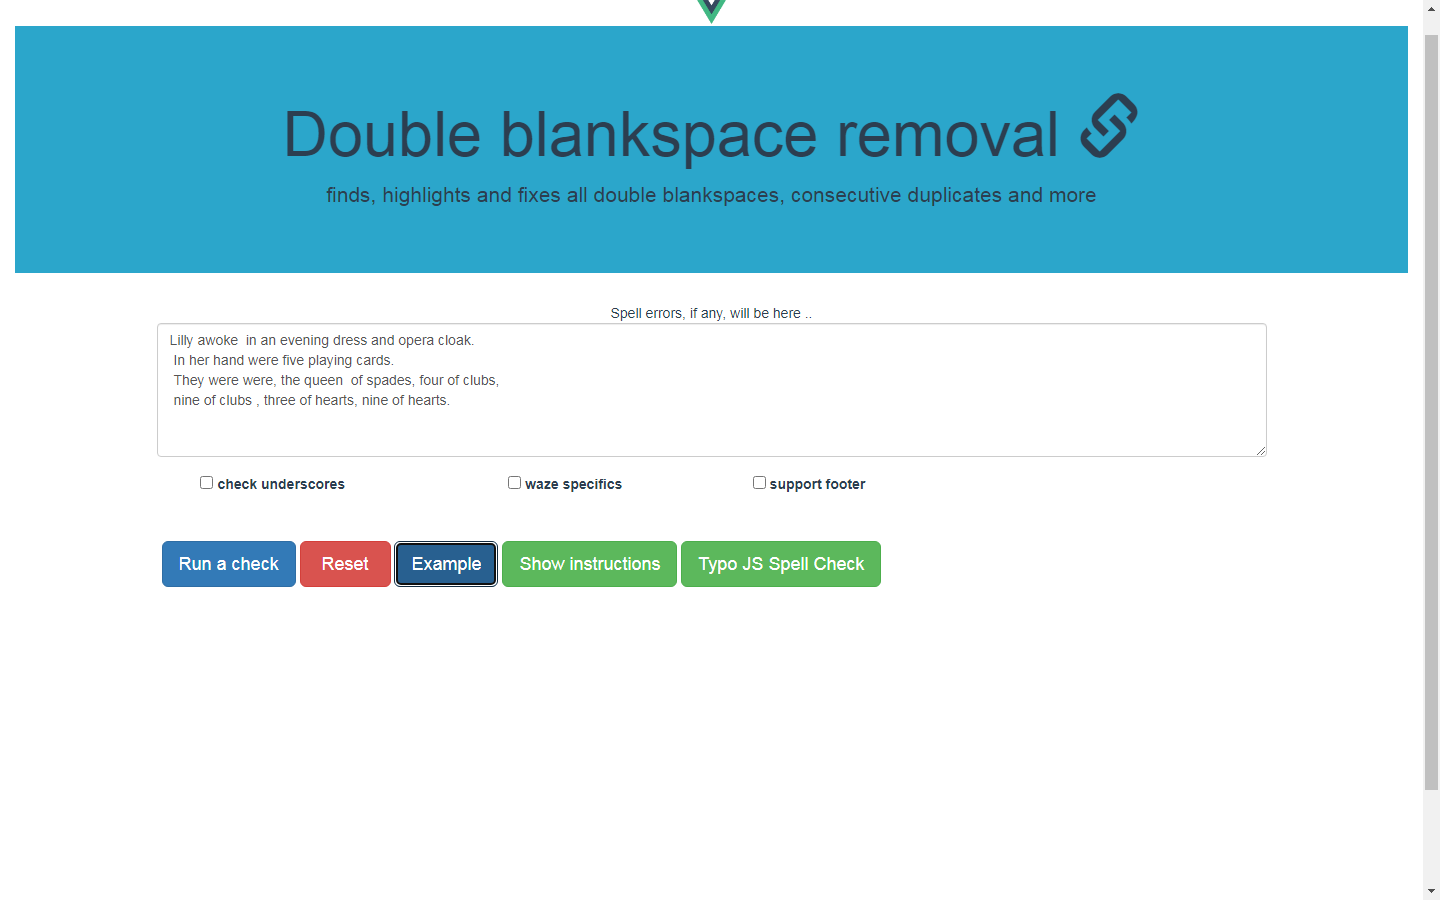 Double blankspace removal
finds, highlights and fixes all double blankspaces, consecutive duplicates and more
Spell errors, if any, will be here ..
Lilly awoke  in an evening dress and opera cloak.
 In her hand were five playing cards.
 They were were, the queen  of spades, four of clubs,
 nine of clubs , three of hearts, nine of hearts.
check underscores waze specifics support footer
Run a check Reset Example Show instructions Typo JS Spell Check